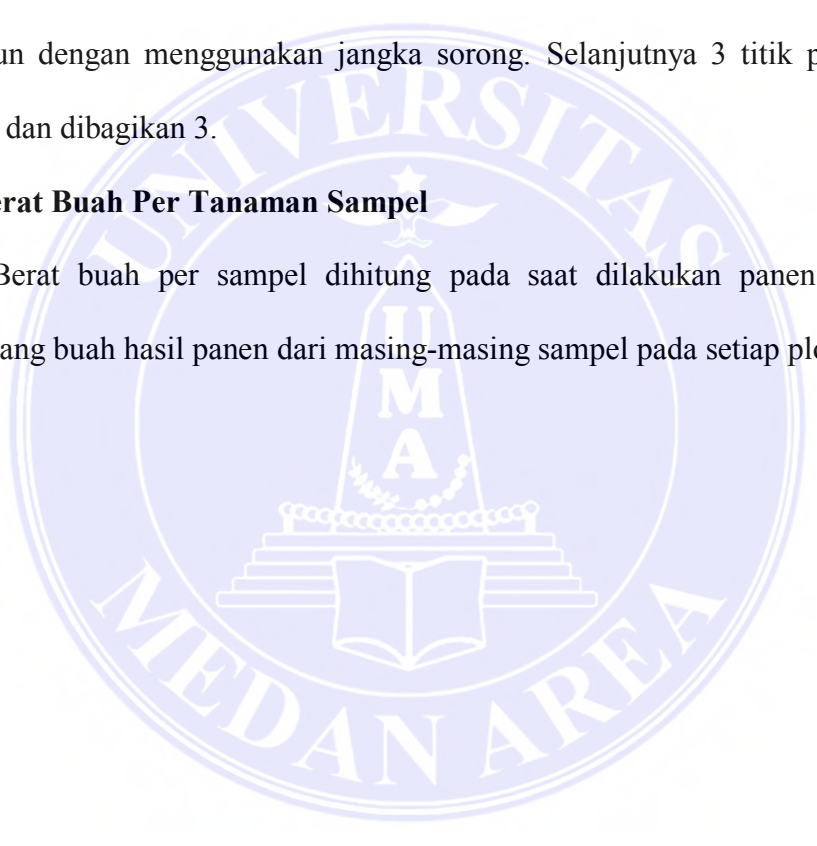 un dengan menggunakan jangka sorong. Selanjutnya 3 titik p
dan dibagikan 3.
erat Buah Per Tanaman Sampel
Berat buah per sampel dihitung pada saat dilakukan panen
ang buah hasil panen dari masing-masing sampel pada setiap pl
UNIVERSITAS
UMA
MEDAN AREA